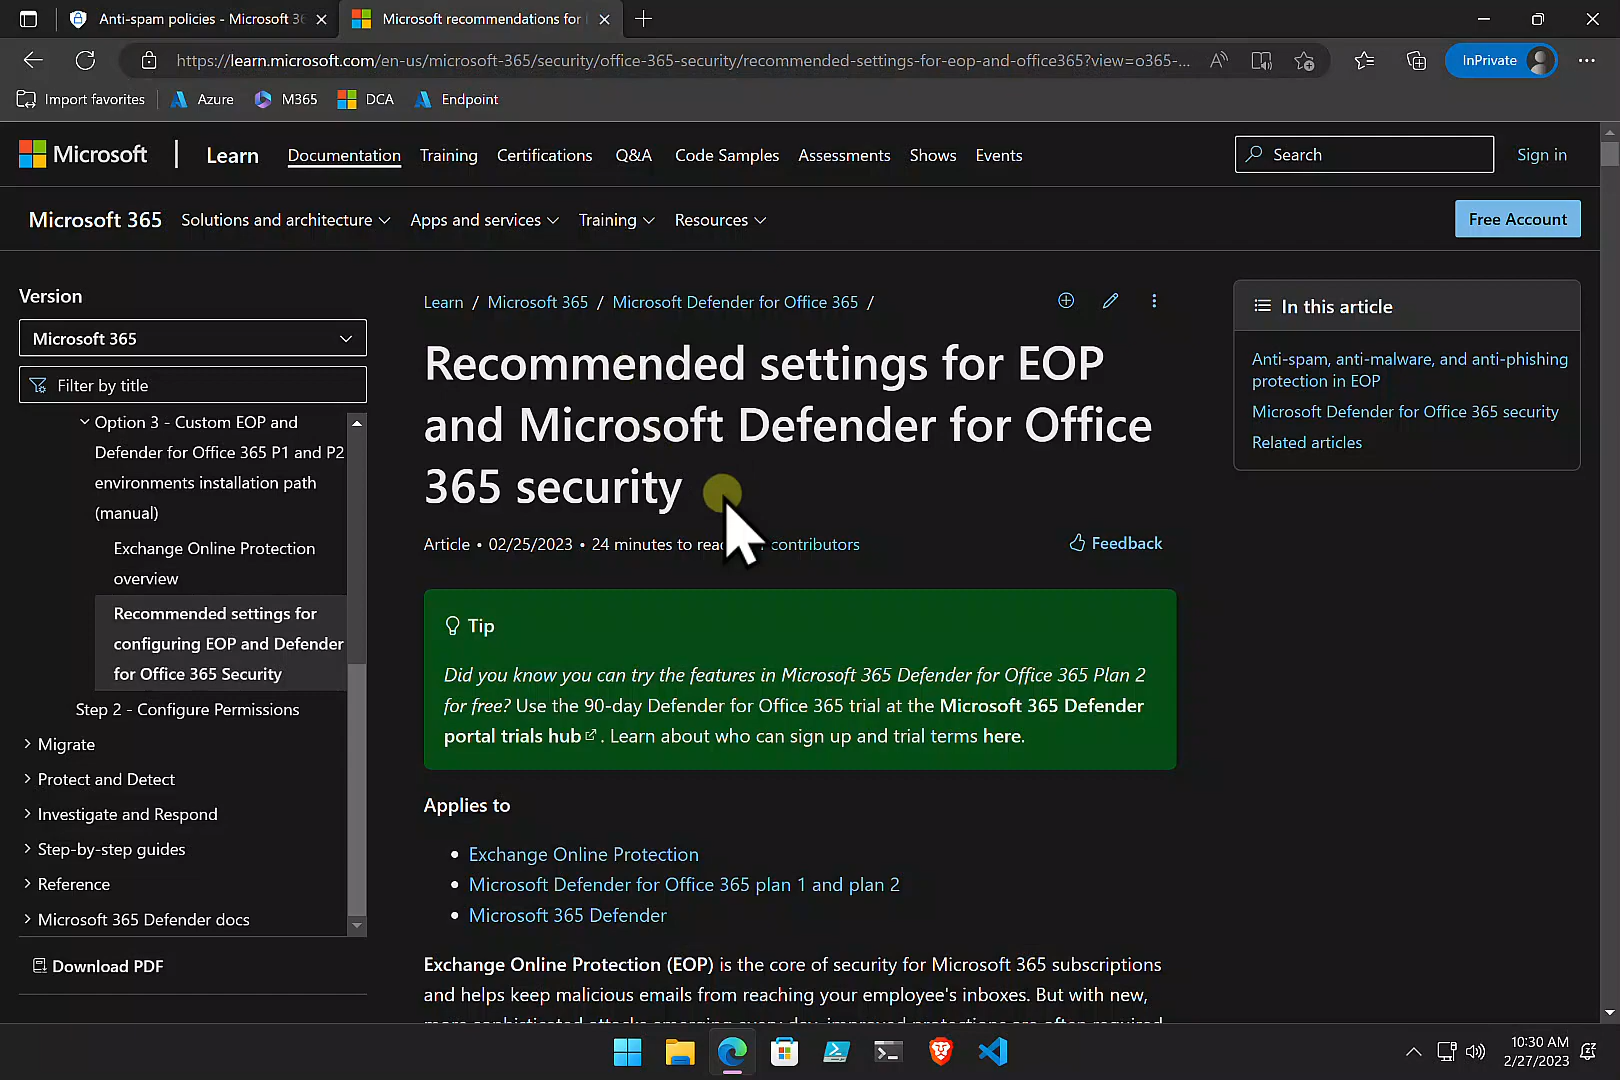 Anti-spam policies - Microsoft 36
Microsoft recommendations for
https://learn.microsoft.com/en-us/microsoft-365/security/office-365-security/recommended-settings-for-eop-and-office365?view=o365-...
InPrivate
Import favorites
Azure
M365
DCA
Endpoint
Microsoft
Learn
Documentation
Training
Certifications
Q&A
Code Samples
Assessments
Shows
Events
Search
Sign in
Microsoft 365
Solutions and architecture
Apps and services
Training
Resources
Free Account
Version
Microsoft 365
Filter by title
Option 3 - Custom EOP and
Defender for Office 365 P1 and P2
environments installation path
(manual)
Exchange Online Protection
overview
Recommended settings for
configuring EOP and Defender
for Office 365 Security
Step 2 - Configure Permissions
Migrate
Protect and Detect
Investigate and Respond
Step-by-step guides
Reference
Microsoft 365 Defender docs
Download PDF
Learn / Microsoft 365 / Microsoft Defender for Office 365 /
Recommended settings for EOP
and Microsoft Defender for Office
365 security
Article • 02/25/2023 • 24 minutes to read contributors
Feedback
Tip
Did you know you can try the features in Microsoft 365 Defender for Office 365 Plan 2
for free? Use the 90-day Defender for Office 365 trial at the Microsoft 365 Defender
portal trials hub. Learn about who can sign up and trial terms here.
Applies to
Exchange Online Protection
Microsoft Defender for Office 365 plan 1 and plan 2
Microsoft 365 Defender
Exchange Online Protection (EOP) is the core of security for Microsoft 365 subscriptions
and helps keep malicious emails from reaching your employee's inboxes. But with new,
more sophisticated attacks emerging every day, improved protections are often required
In this article
Anti-spam, anti-malware, and anti-phishing
protection in EOP
Microsoft Defender for Office 365 security
Related articles
10:30 AM
2/27/2023